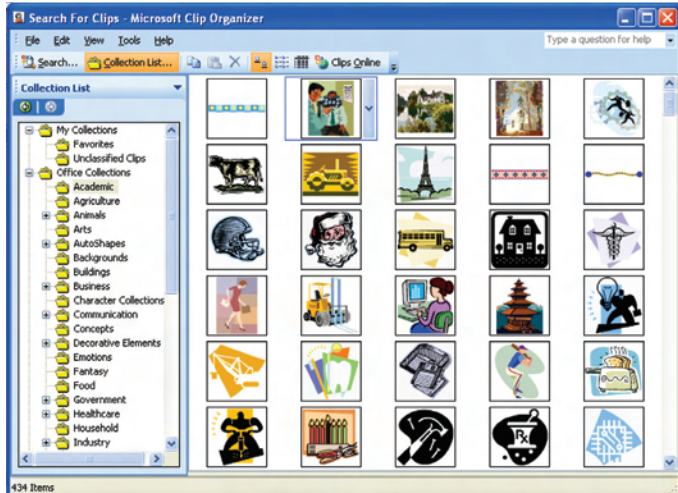 Search For Clips - Microsoft Clip Organizer
File Edit View Tools Help
Type a question for help
Search... Collection List... Clips Online
Collection List
My Collections
Favorites
Unclassified Clips
Office Collections
Academic
Agriculture
Animals
Arts
AutoShapes
Backgrounds
Buildings
Business
Character Collections
Communication
Concepts
Decorative Elements
Emotions
Fantasy
Food
Government
Healthcare
Household
Industry
Rx
434 Items